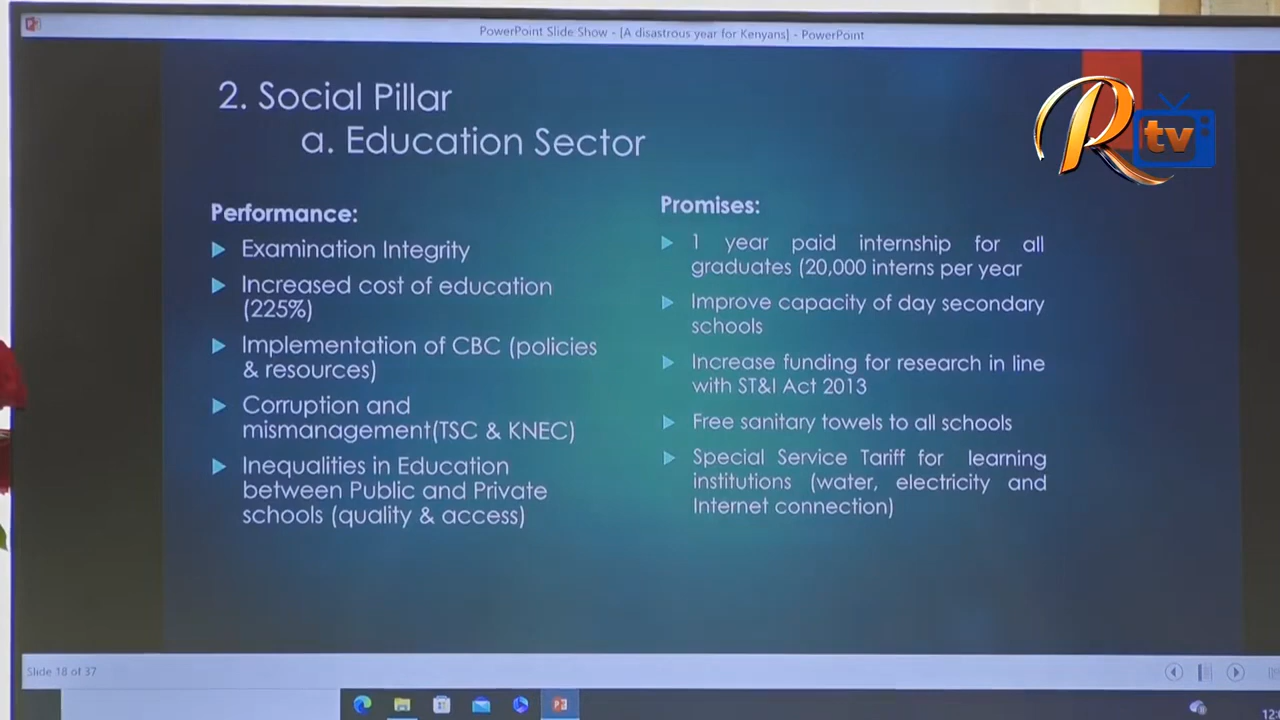 PowerPoint Slide Show - [A disastrous year for Kenyans] - PowerPoint
R
tv
2. Social Pillar
a. Education Sector
Performance:
Examination Integrity
Increased cost of education
(225%)
Implementation of CBC (policies
& resources)
Corruption and
mismanagement(TSC & KNEC)
Inequalities in Education
between Public and Private
schools (quality & access)
Promises:
1 year paid internship for all
graduates (20,000 interns per year
Improve capacity of day secondary
schools
Increase funding for research in line
with ST&I Act 2013
Free sanitary towels to all schools
Special Service Tariff for learning
institutions (water, electricity and
Internet connection)
Slide 18 of 37